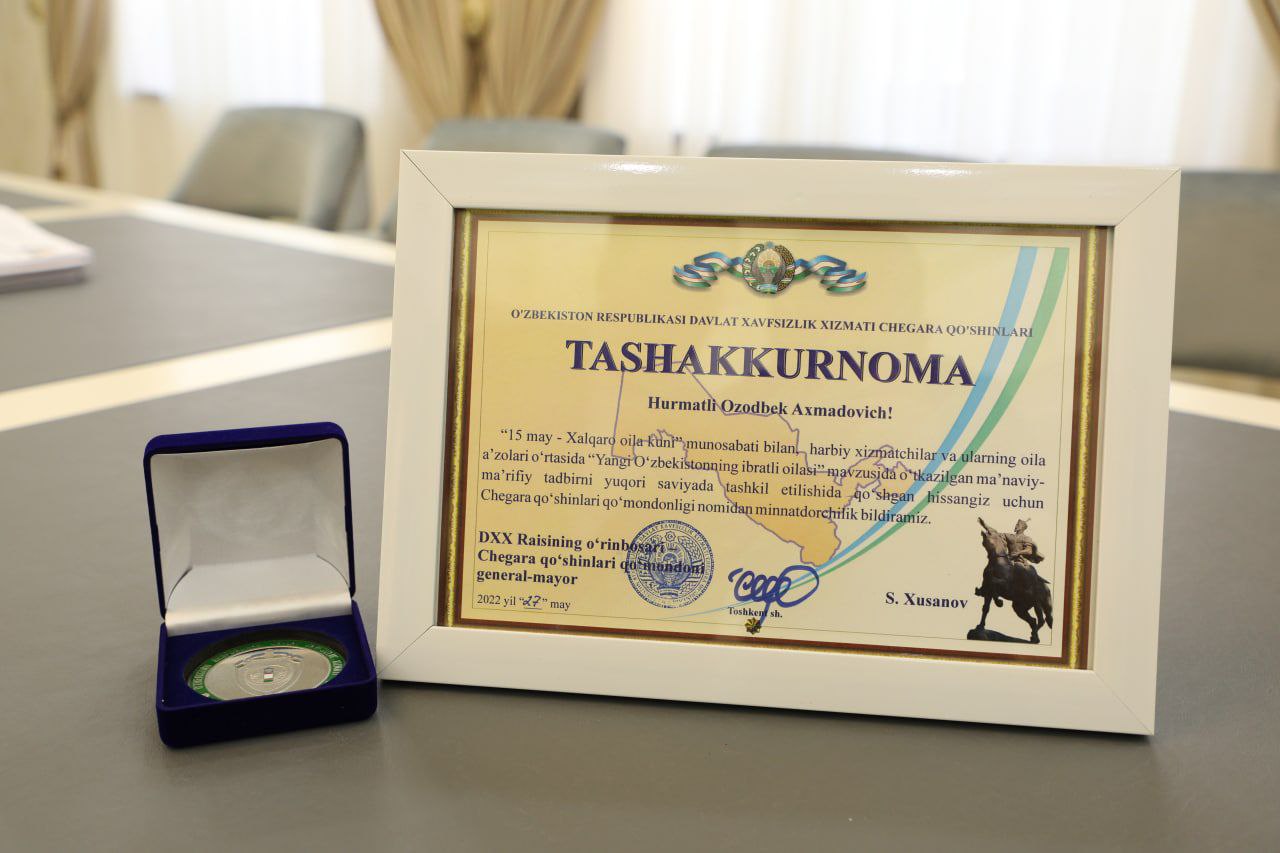 O'ZBEKISTON RESPUBLIKASI DAVLAT XAVFSIZLIK XIZMATI CHEGARA QO'SHINLARI
TASHAKKURNOMA
Hurmatli Ozodbek Axmadovich!
“15 may - Xalqaro oila kuni” munosabati bilan, harbiy xizmatchilar va ularning oila
a’zolari o‘rtasida “Yangi O‘zbekistonning ibratli oilasi” mavzusida o‘tkazilgan ma’naviy-
ma’rifiy tadbirni yuqori saviyada tashkil etilishida qo‘shgan hissangiz uchun
Chegara qo‘shinlari qo‘mondonligi nomidan minnatdorchilik bildiramiz.
DXX Raisining o‘rinbosari
Chegara qo‘shinlari qo‘mondoni
general-mayor
S. Xusanov
2022 yil “27” may
Toshkent sh.